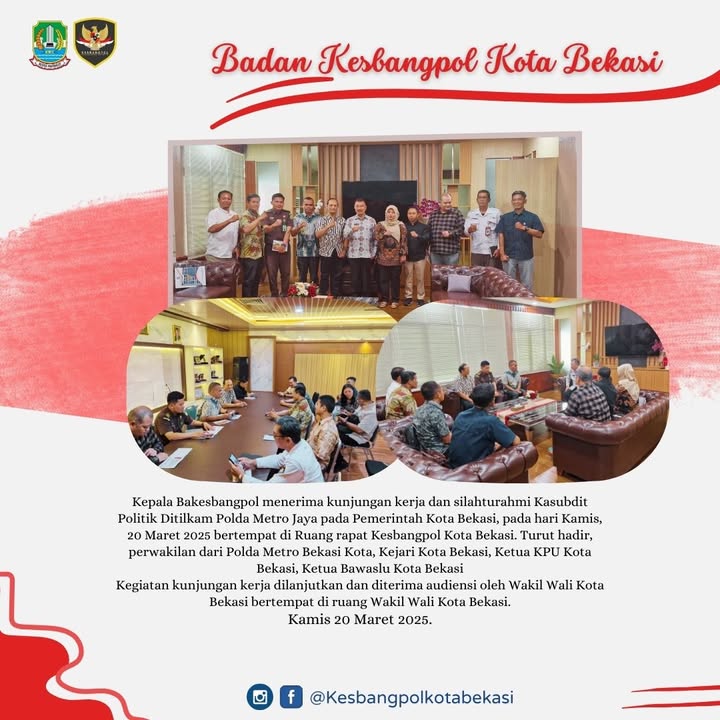 Badan Kesbangpol Kota Bekasi
Kepala Bakesbangpol menerima kunjungan kerja dan silahturahmi Kasubdit
Politik Ditilkam Polda Metro Jaya pada Pemerintah Kota Bekasi, pada hari Kamis,
20 Maret 2025 bertempat di Ruang rapat Kesbangpol Kota Bekasi. Turut hadir,
perwakilan dari Polda Metro Bekasi Kota, Kejari Kota Bekasi, Ketua KPU Kota
Bekasi, Ketua Bawaslu Kota Bekasi
Kegiatan kunjungan kerja dilanjutkan dan diterima audiensi oleh Wakil Wali Kota
Bekasi bertempat di ruang Wakil Wali Kota Bekasi.
Kamis 20 Maret 2025.
@Kesbangpolkotabekasi